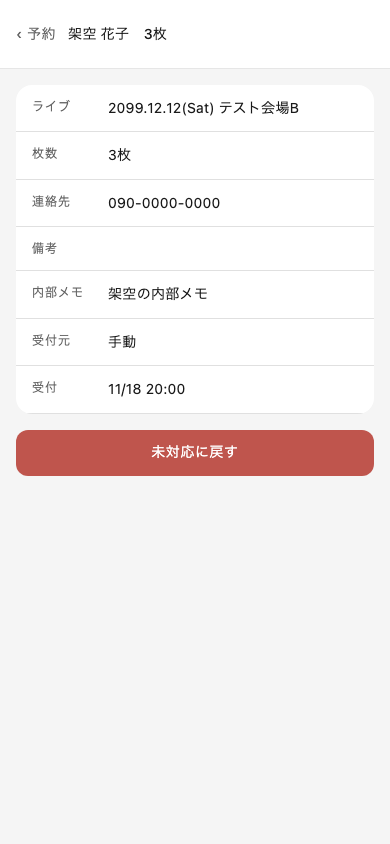 ‹ 予約 架空 花子　3枚
ライブ 2099.12.12(Sat) テスト会場B
枚数 3枚
連絡先 090-0000-0000
備考
内部メモ 架空の内部メモ
受付元 手動
受付 11/18 20:00
未対応に戻す